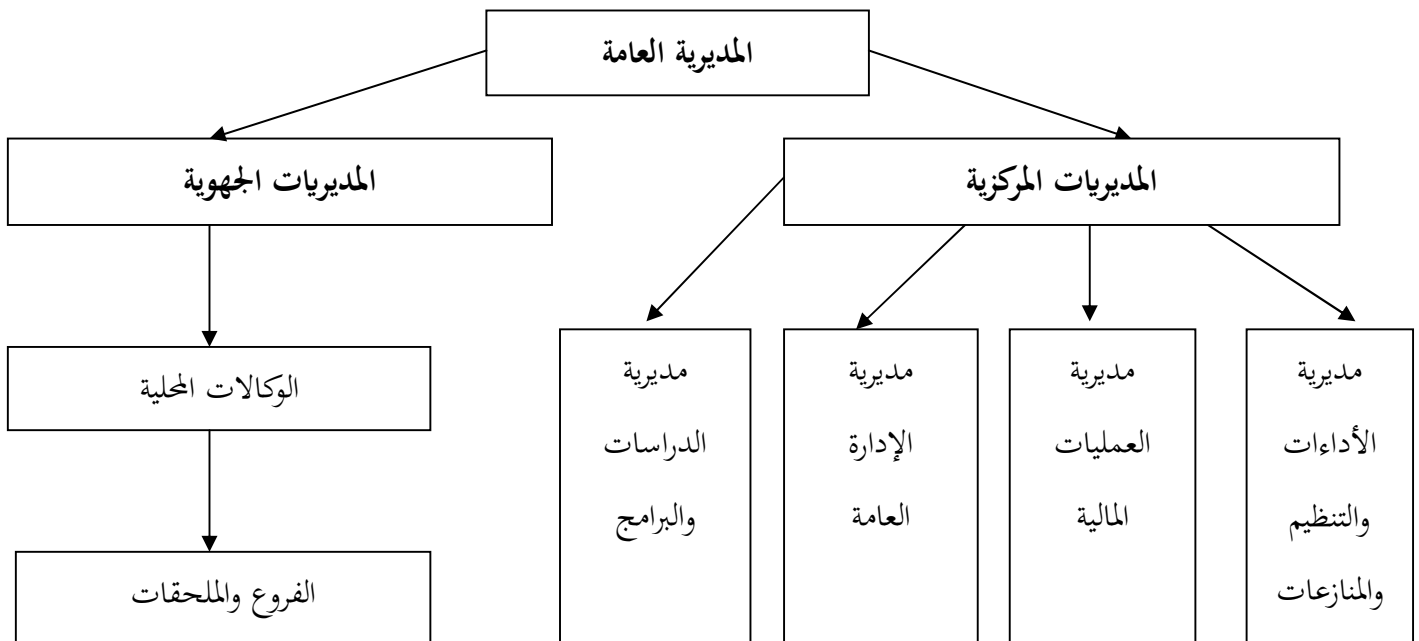 المديرية العامة
المديريات المركزية
المديريات الجهوية
مديرية
الأداءات
والتنظيم
والمنازعات
مديرية
العمليات
المالية
مديرية
الإدارة
العامة
مديرية
الدراسات
والبرامج
الوكالات المحلية
الفروع والملحقات